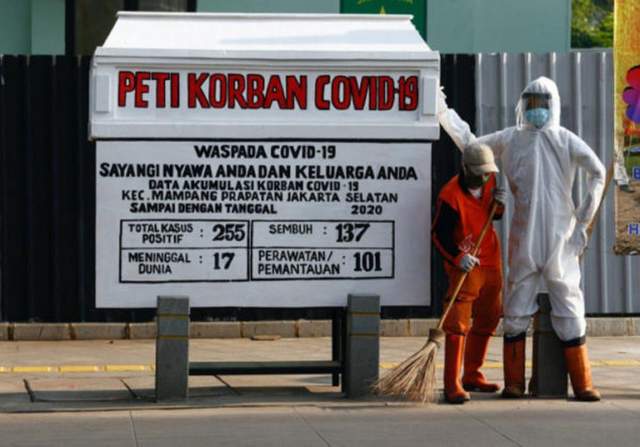 PETI KORBAN COVID-19
WASPADA COVID-19
SAYANGI NYAWA ANDA DAN KELUARGA ANDA
DATA AKUMULASI KORBAN COVID-19
KEC. MAMPANG PRAPATAN JAKARTA SELATAN
SAMPAI DENGAN TANGGAL 2020
TOTAL KASUS POSITIF : 255
SEMBUH : 137
MENINGGAL DUNIA : 17
PERAWATAN/ PEMANTAUAN : 101